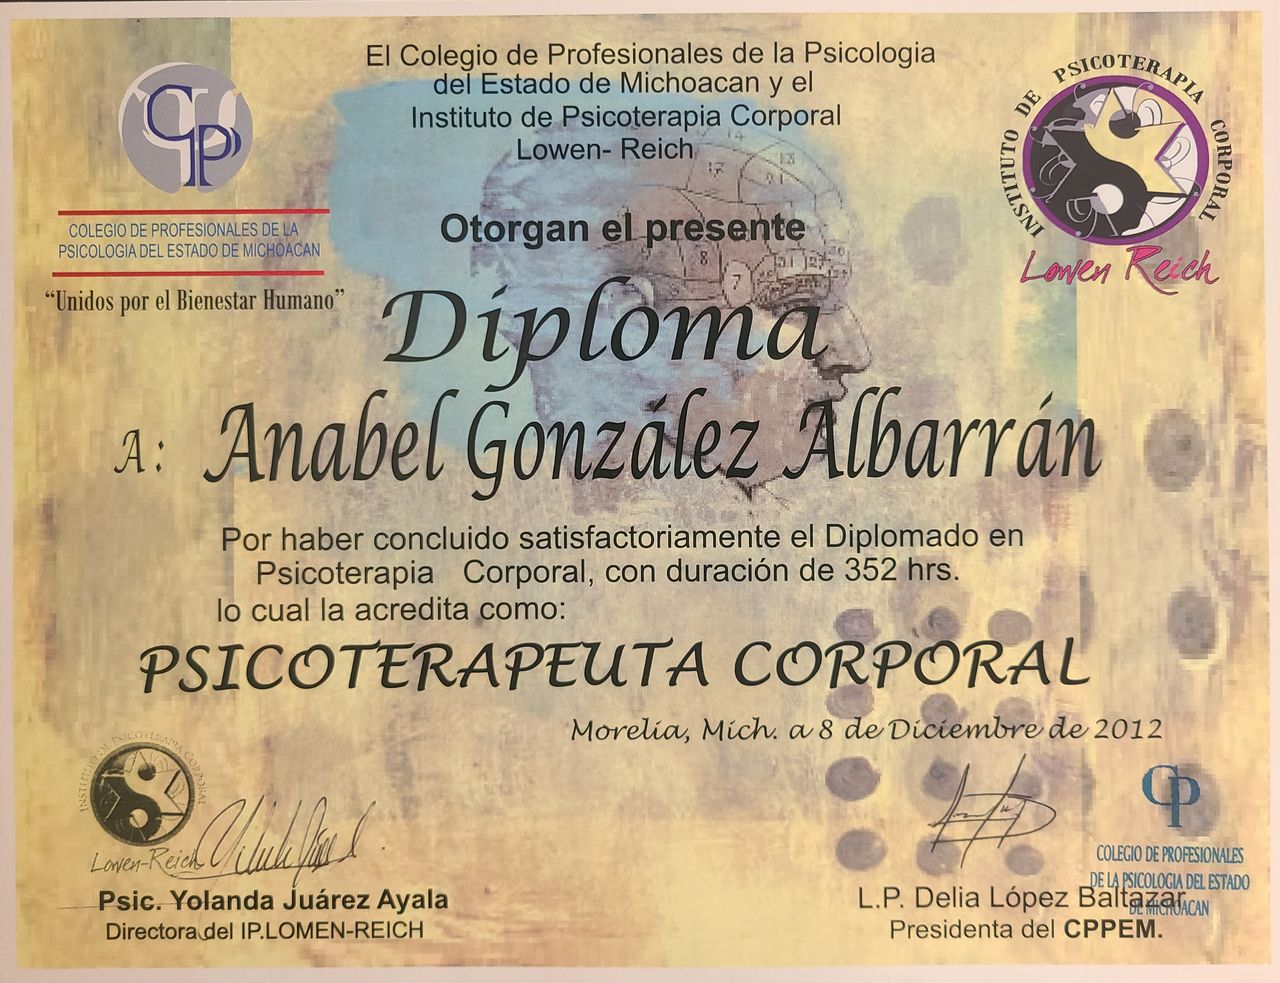 El Colegio de Profesionales de la Psicologia
del Estado de Michoacan y el
Instituto de Psicoterapia Corporal
Lowen- Reich
CPP
COLEGIO DE PROFESIONALES DE LA
PSICOLOGIA DEL ESTADO DE MICHOACAN
“Unidos por el Bienestar Humano”
INSTITUTO DE PSICOTERAPIA CORPORAL
Lowen Reich
Otorgan el presente
Diploma
A: Anabel González Albarrán
Por haber concluido satisfactoriamente el Diplomado en
Psicoterapia Corporal, con duración de 352 hrs.
lo cual la acredita como:
PSICOTERAPEUTA CORPORAL
Morelia, Mich. a 8 de Diciembre de 2012
INSTITUTO DE PSICOTERAPIA CORPORAL
Lowen-Reich
Psic. Yolanda Juárez Ayala
Directora del IP.LOMEN-REICH
CP
COLEGIO DE PROFESIONALES
DE LA PSICOLOGIA DEL ESTADO
DE MICHOACAN
L.P. Delia López Baltazar
Presidenta del CPPEM.